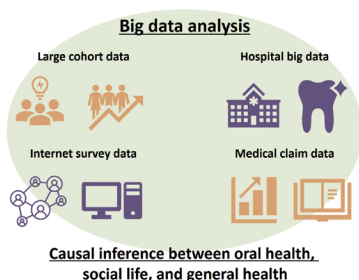 Big data analysis
Large cohort data
Hospital big data
Internet survey data
Medical claim data
Causal inference between oral health,
social life, and general health